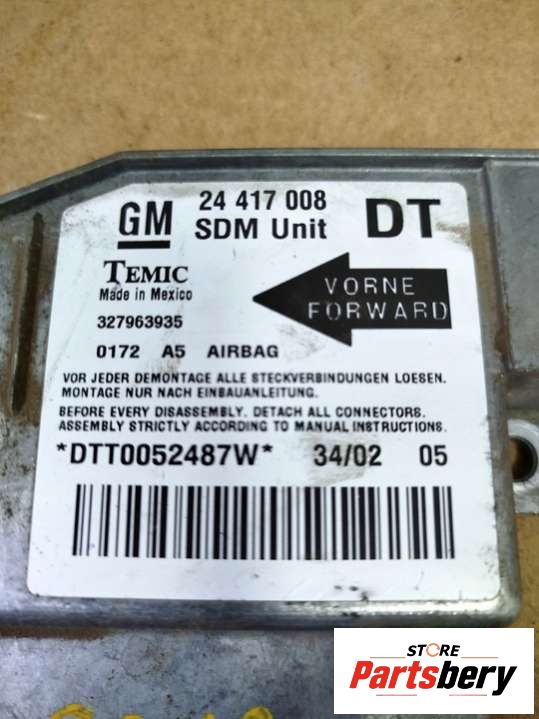 GM
24 417 008
SDM Unit
DT
TEMIC
Made in Mexico
VORNE
FORWARD
327963935
0172 A5 AIRBAG
VOR JEDER DEMONTAGE ALLE STECKVERBINDUNGEN LOESEN.
MONTAGE NUR NACH EINBAUANLEITUNG.
BEFORE EVERY DISASSEMBLY. DETACH ALL CONNECTORS.
ASSEMBLY STRICTLY ACCORDING TO MANUAL INSTRUCTIONS.
*DTT0052487W* 34/02 05
STORE
Partsbery